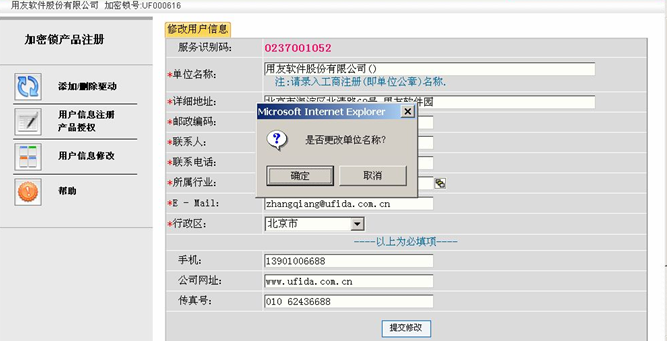 用友软件股份有限公司 加密锁号:UF000616
加密锁产品注册
添加/删除驱动
用户信息注册
产品授权
用户信息修改
帮助
修改用户信息
服务识别码: 0237001052
*单位名称: 用友软件股份有限公司()
注:请录入工商注册(即单位公章)名称.
*详细地址: 北京市海淀区北清路68号 用友软件园
*邮政编码:
*联系人:
*联系电话:
*所属行业:
*E - Mail: zhangqiang@ufida.com.cn
*行政区: 北京市
----以上为必填项----
手机: 13901006688
公司网址: www.ufida.com.cn
传真号: 010 62436688
提交修改
Microsoft Internet Explorer
是否更改单位名称?
确定 取消